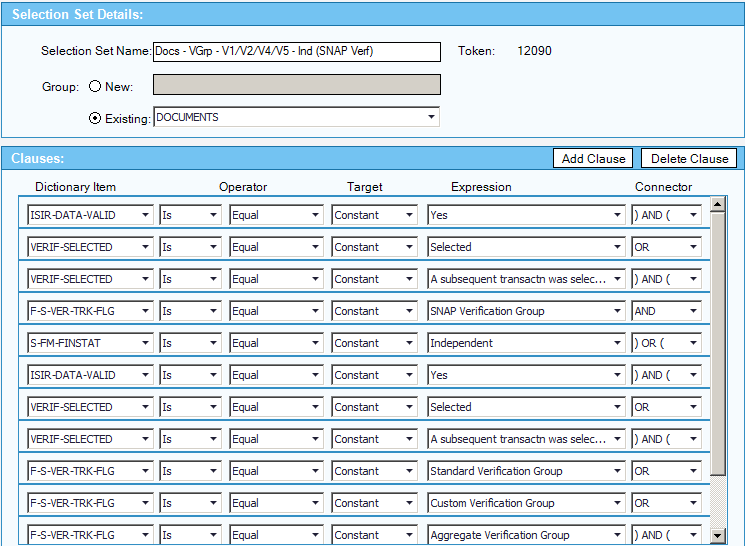 Selection Set Details:
Selection Set Name: Docs - VGrp - V1/V2/V4/V5 - Ind (SNAP Verf) Token: 12090
Group: New:
Existing: DOCUMENTS
Clauses: Add Clause Delete Clause
Dictionary Item Operator Target Expression Connector
ISIR-DATA-VALID Is Equal Constant Yes ) AND (
VERIF-SELECTED Is Equal Constant Selected OR
VERIF-SELECTED Is Equal Constant A subsequent transactn was selec... ) AND (
F-S-VER-TRK-FLG Is Equal Constant SNAP Verification Group AND
S-FM-FINSTAT Is Equal Constant Independent ) OR (
ISIR-DATA-VALID Is Equal Constant Yes ) AND (
VERIF-SELECTED Is Equal Constant Selected OR
VERIF-SELECTED Is Equal Constant A subsequent transactn was selec... ) AND (
F-S-VER-TRK-FLG Is Equal Constant Standard Verification Group OR
F-S-VER-TRK-FLG Is Equal Constant Custom Verification Group OR
F-S-VER-TRK-FLG Is Equal Constant Aggregate Verification Group ) AND (